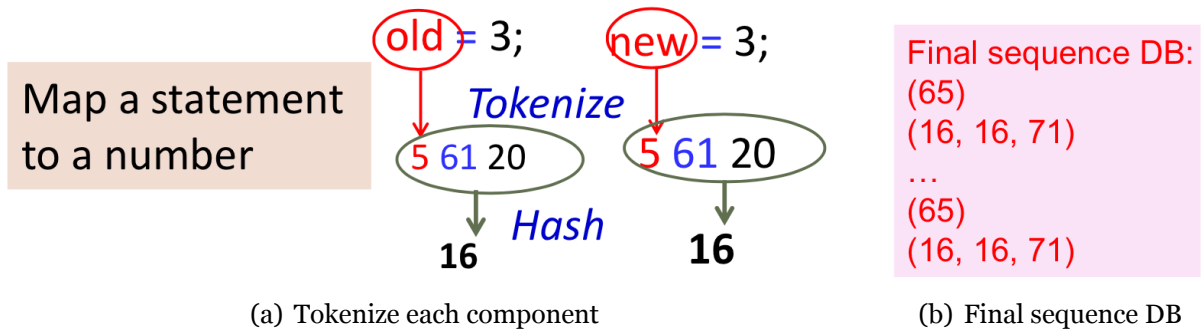 old = 3;
new = 3;
Map a statement
to a number
Tokenize
5 61 20
5 61 20
Hash
16
16
Final sequence DB:
(65)
(16, 16, 71)
...
(65)
(16, 16, 71)
(a) Tokenize each component
(b) Final sequence DB